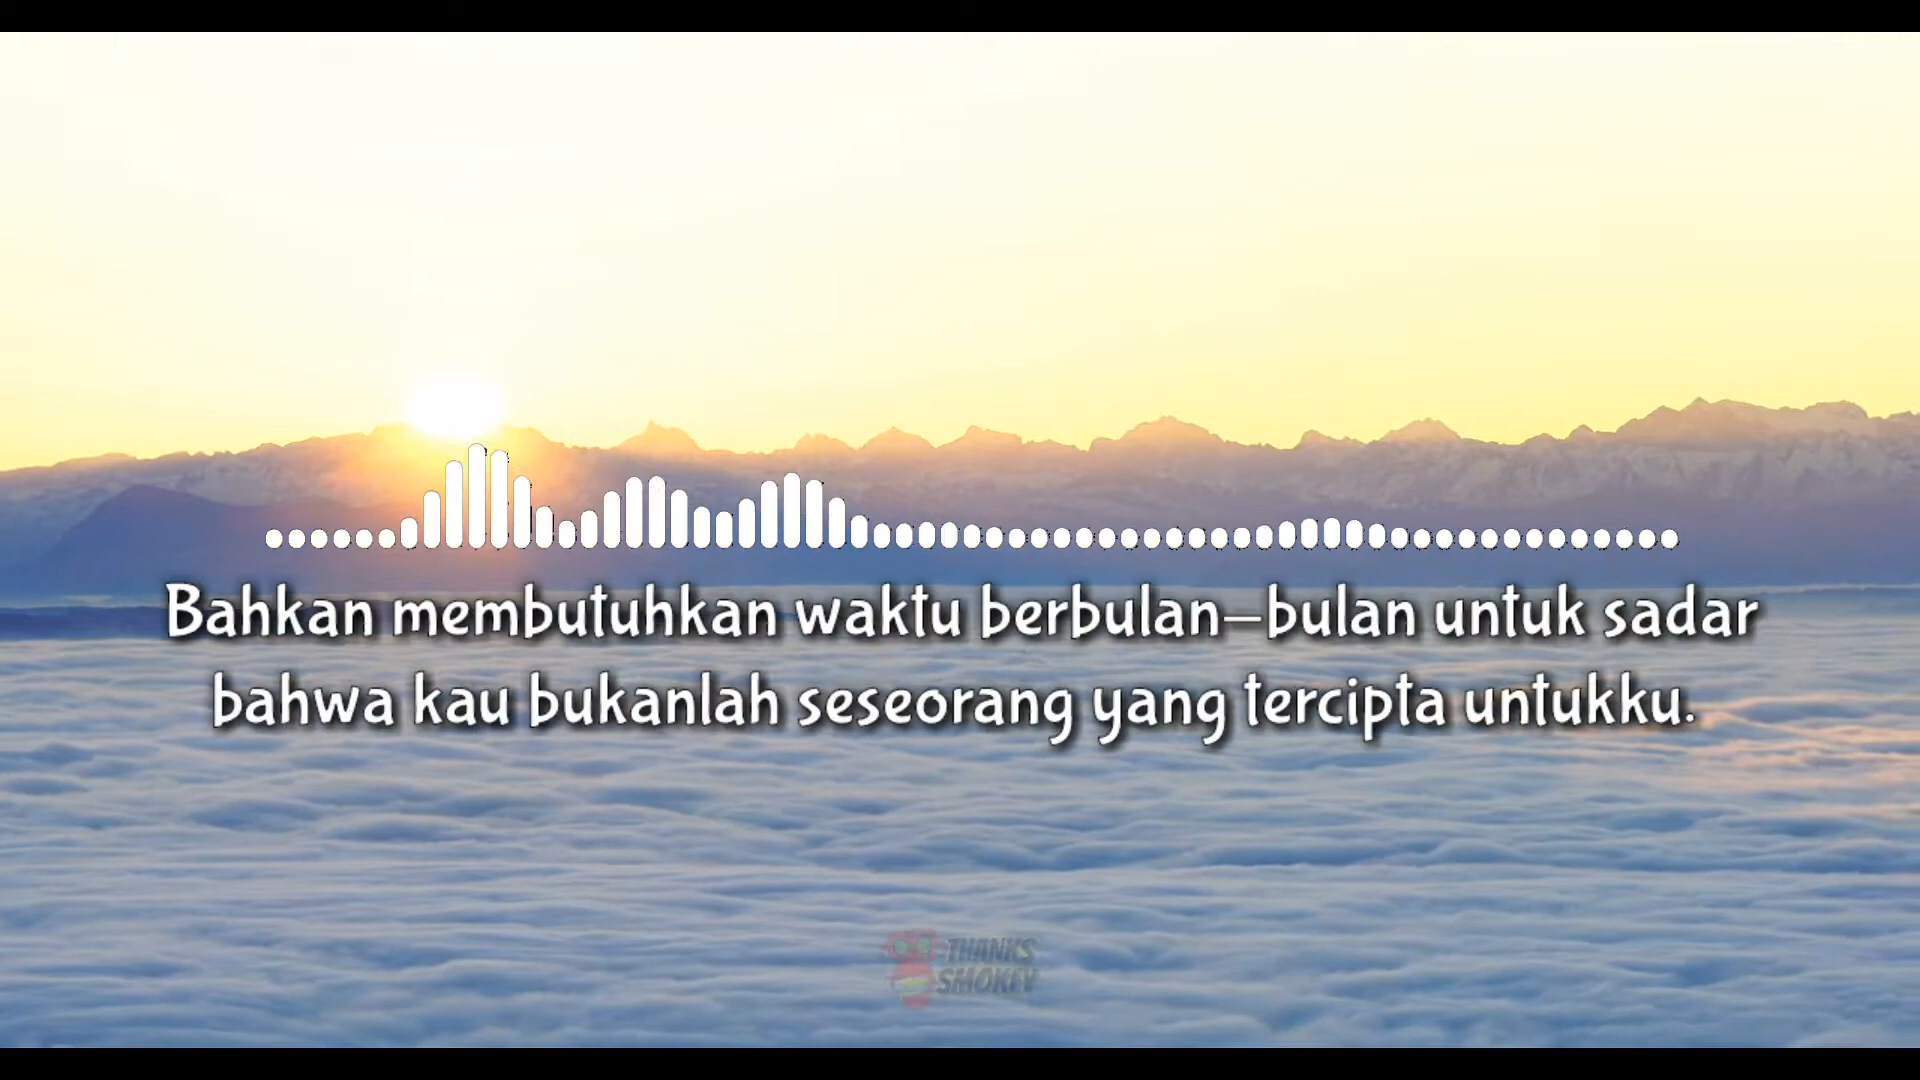 Bahkan membutuhkan waktu berbulan-bulan untuk sadar
bahwa kau bukanlah seseorang yang tercipta untukku.
THANKS
SMOKEY